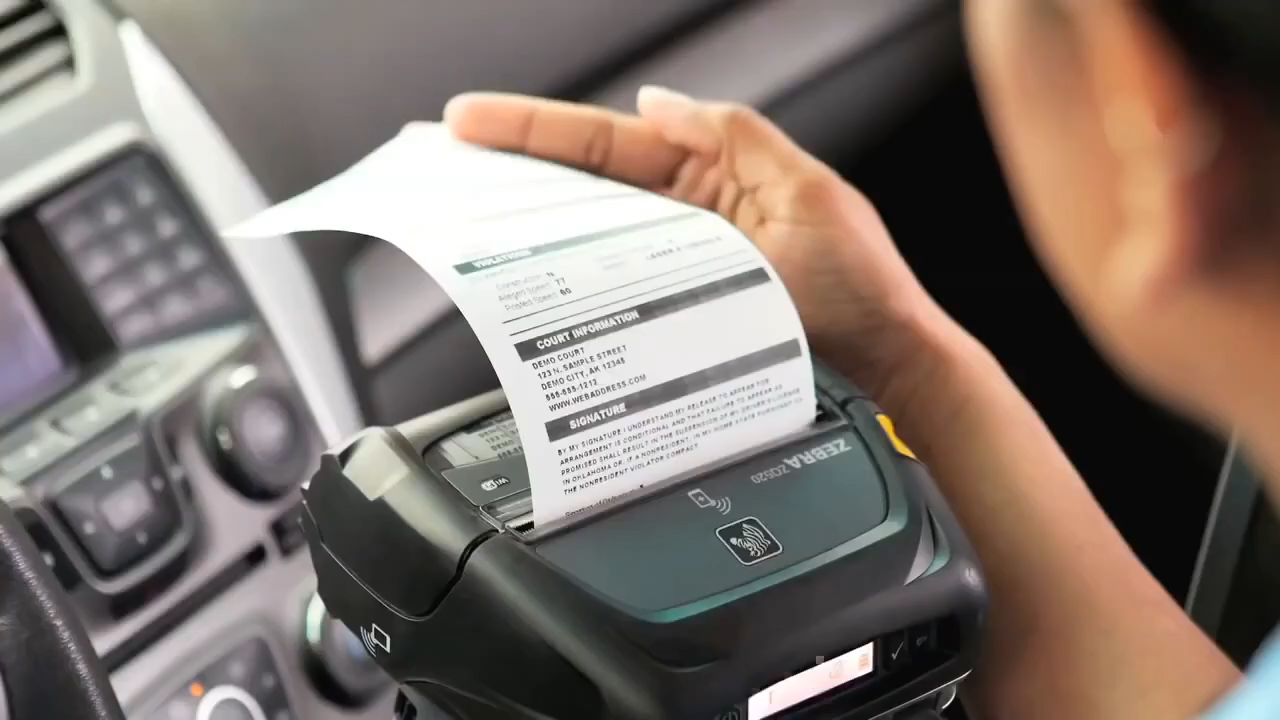 VIOLATIONS
Construction: N
Alleged Speed: 77
Posted Speed: 60
COURT INFORMATION
DEMO COURT
123 N. SAMPLE STREET
DEMO CITY, AK 12345
WWW.WEBADDRESS.COM
SIGNATURE
BY MY SIGNATURE I UNDERSTAND MY RELEASE TO APPEAR FOR
ARRANGEMENT IS CONDITIONAL AND THAT FAILURE TO APPEAR AS
PROMISED SHALL RESULT IN THE SUSPENSION OF MY DRIVER'S LICENSE
IN OKLAHOMA OR, IF A NONRESIDENT, IN MY HOME STATE PURSUANT TO
THE NONRESIDENT VIOLATOR COMPACT
ZEBRA ZQ520
WiFi